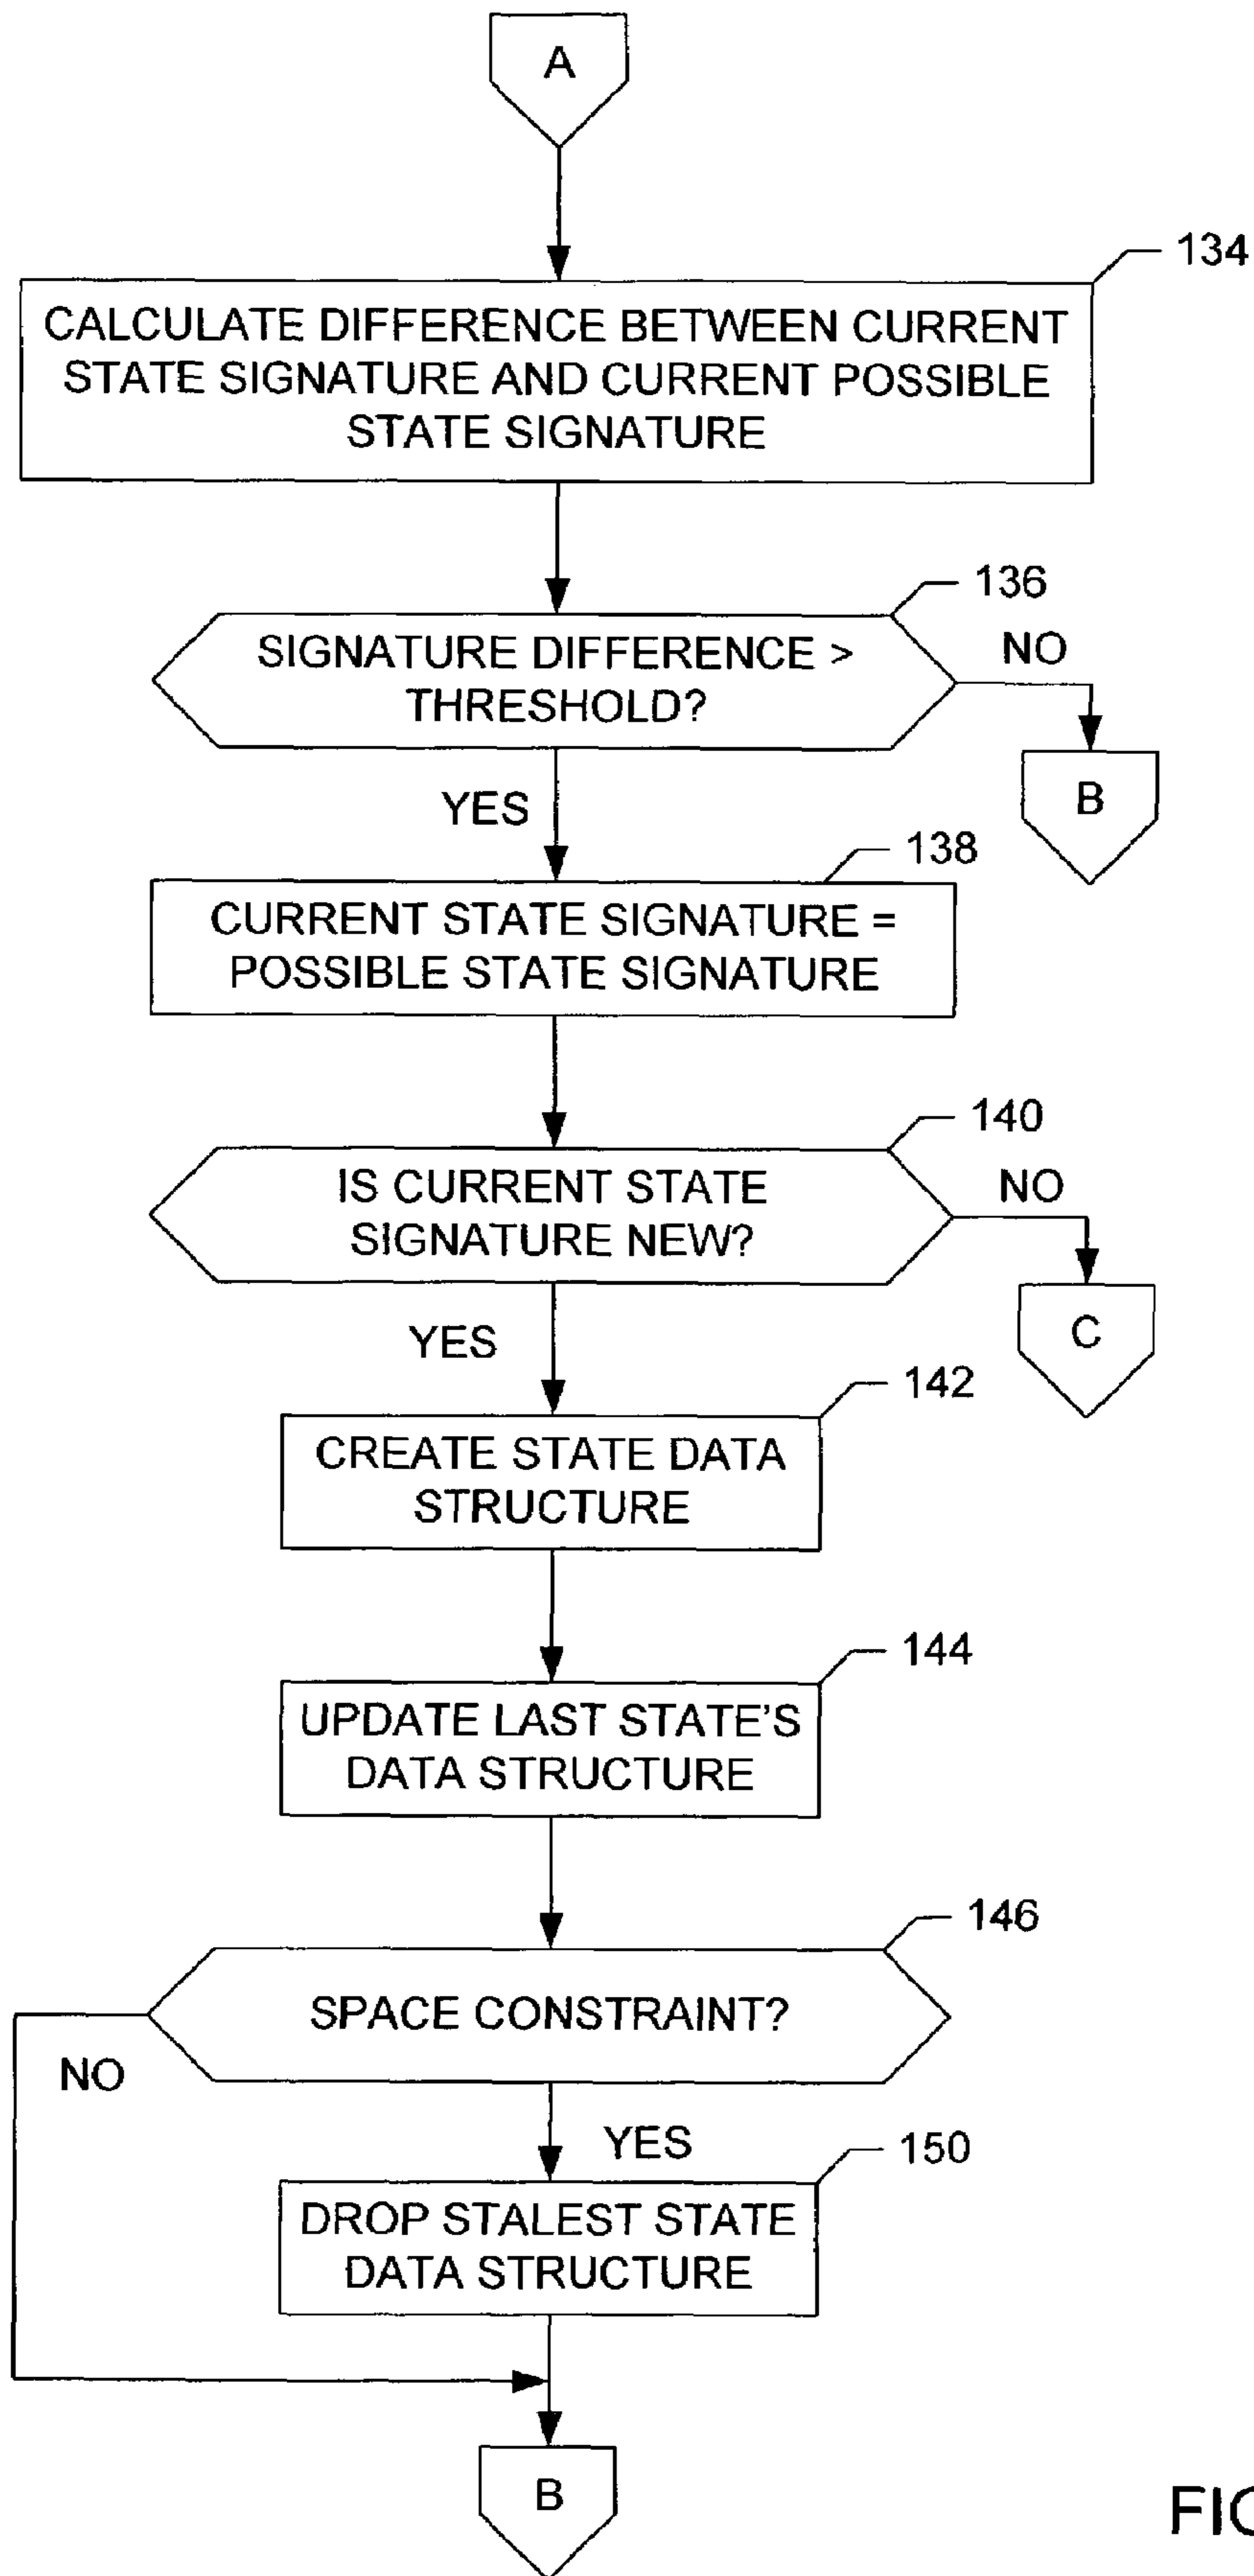 A
134
CALCULATE DIFFERENCE BETWEEN CURRENT
STATE SIGNATURE AND CURRENT POSSIBLE
STATE SIGNATURE
136
SIGNATURE DIFFERENCE >
THRESHOLD?
NO
B
YES
138
CURRENT STATE SIGNATURE =
POSSIBLE STATE SIGNATURE
140
IS CURRENT STATE
SIGNATURE NEW?
NO
C
YES
142
CREATE STATE DATA
STRUCTURE
144
UPDATE LAST STATE'S
DATA STRUCTURE
146
SPACE CONSTRAINT?
NO
YES
150
DROP STALEST STATE
DATA STRUCTURE
B